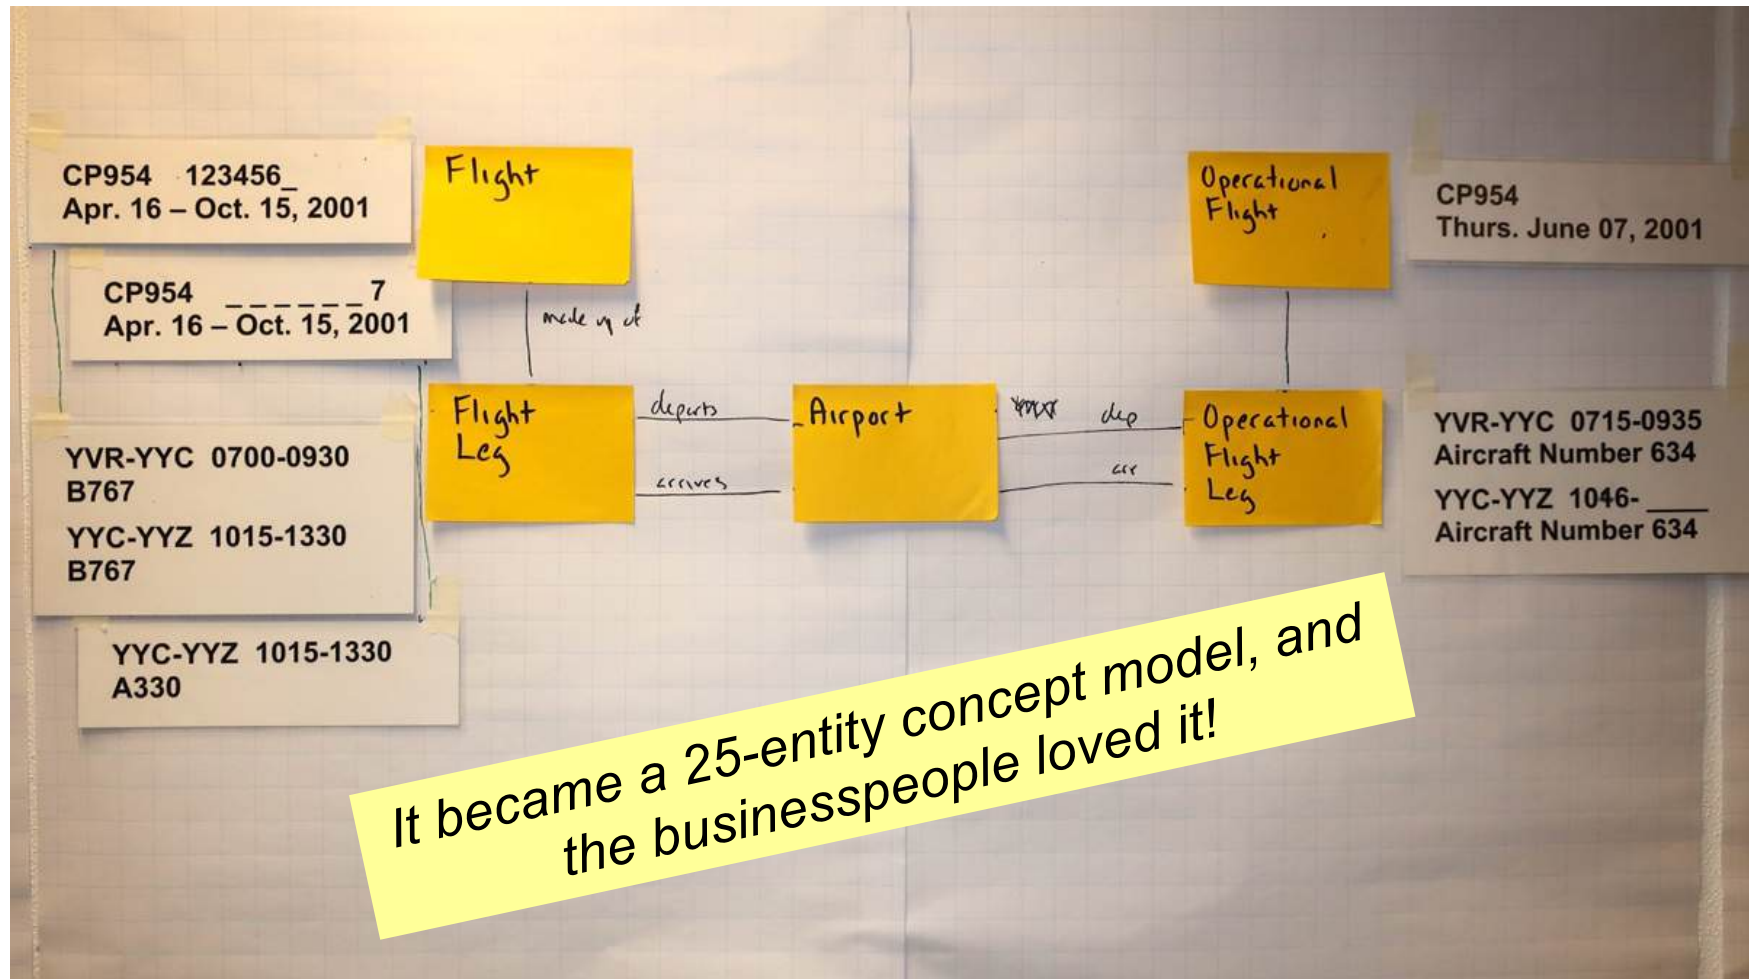 CP954 123456_
Apr. 16 – Oct. 15, 2001
CP954 _ _ _ _ _ _ 7
Apr. 16 – Oct. 15, 2001
Flight
made up of
Flight
Leg
YVR-YYC 0700-0930
B767
YYC-YYZ 1015-1330
B767
YYC-YYZ 1015-1330
A330
departs
arrives
Airport
dep
arr
Operational
Flight
CP954
Thurs. June 07, 2001
Operational
Flight
Leg
YVR-YYC 0715-0935
Aircraft Number 634
YYC-YYZ 1046-____
Aircraft Number 634
It became a 25-entity concept model, and
the businesspeople loved it!